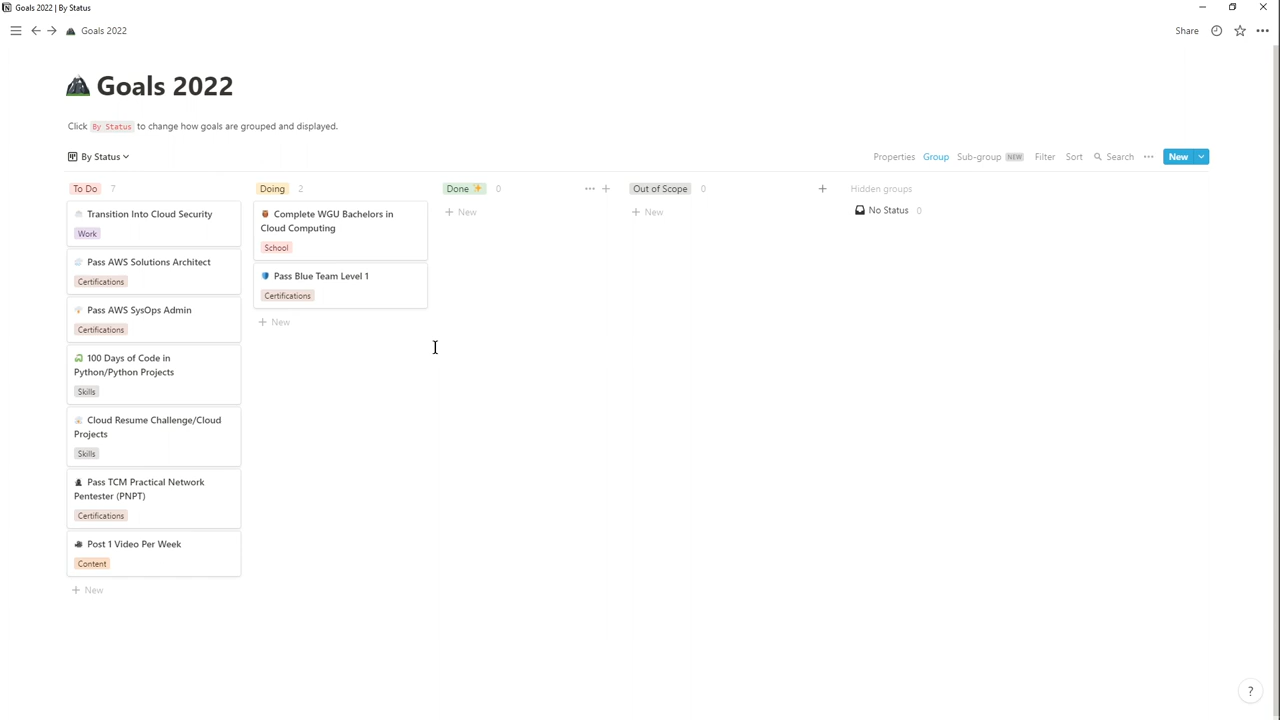 Goals 2022 | By Status
Goals 2022
Share
Goals 2022
Click By Status to change how goals are grouped and displayed.
By Status
Properties Group Sub-group NEW Filter Sort Search New
To Do 7
Transition Into Cloud Security
Work
Pass AWS Solutions Architect
Certifications
Pass AWS SysOps Admin
Certifications
100 Days of Code in
Python/Python Projects
Skills
Cloud Resume Challenge/Cloud
Projects
Skills
Pass TCM Practical Network
Pentester (PNPT)
Certifications
Post 1 Video Per Week
Content
+ New
Doing 2
Complete WGU Bachelors in
Cloud Computing
School
Pass Blue Team Level 1
Certifications
+ New
Done ✨ 0
+ New
Out of Scope 0
+ New
Hidden groups
No Status 0
?